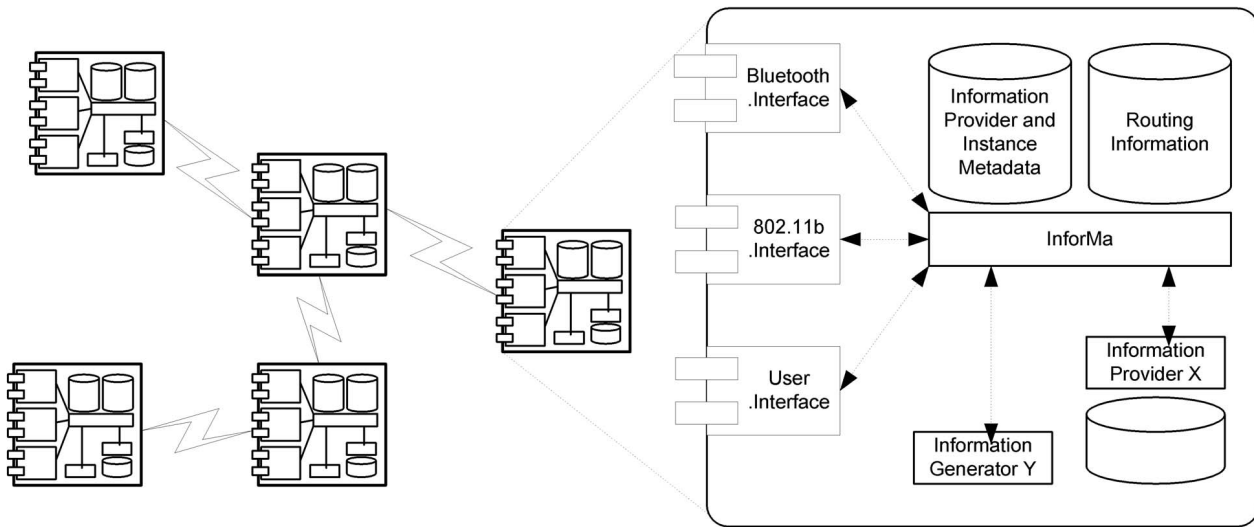 Bluetooth
.Interface
Information
Provider and
Instance
Metadata
Routing
Information
802.11b
.Interface
InforMa
User
.Interface
Information
Provider X
Information
Generator Y